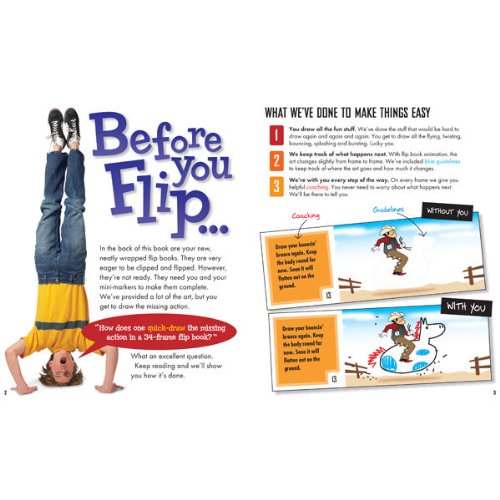 Before
you
Flip...
In the back of this book are your new,
neatly wrapped flip books. They are very
eager to be clipped and flipped. However,
they're not ready. They need you and your
mini-markers to make them complete.
We've provided a lot of the art, but you
get to draw the missing action.
"How does one quick-draw the missing
action in a 34-frame flip book?"
What an excellent question.
Keep reading and we'll show
you how it's done.
2
WHAT WE'VE DONE TO MAKE THINGS EASY
1 You draw all the fun stuff. We've done the stuff that would be hard to
draw again and again and again. You get to draw all the flying, twisting,
bouncing, splashing and bursting. Lucky you.
2 We keep track of what happens next. With flip book animation, the
art changes slightly from frame to frame. We've included blue guidelines
to keep track of where the art goes and how much it changes.
3 We're with you every step of the way. On every frame we give you
helpful coaching. You never need to worry about what happens next.
We'll be there to tell you.
Coaching
Guidelines
WITHOUT YOU
Draw your bouncin'
bronco again. Keep
the body round for
now. Soon it will
flatten out on the
ground.
13
WITH YOU
Draw your bouncin'
bronco again. Keep
the body round for
now. Soon it will
flatten out on the
ground.
13
3